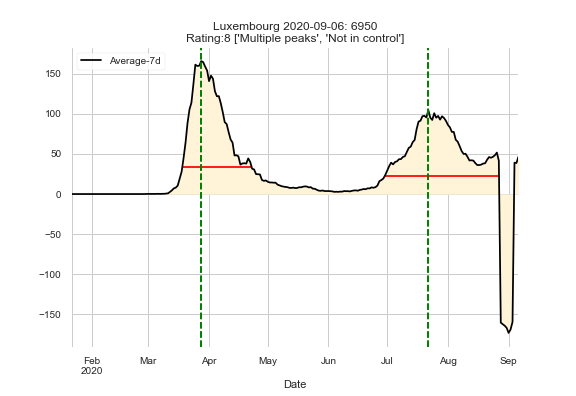 Luxembourg 2020-09-06: 6950
Rating:8 ['Multiple peaks', 'Not in control']
Average-7d
150
100
50
0
−50
−100
−150
Feb Mar Apr May Jun Jul Aug Sep
2020
Date